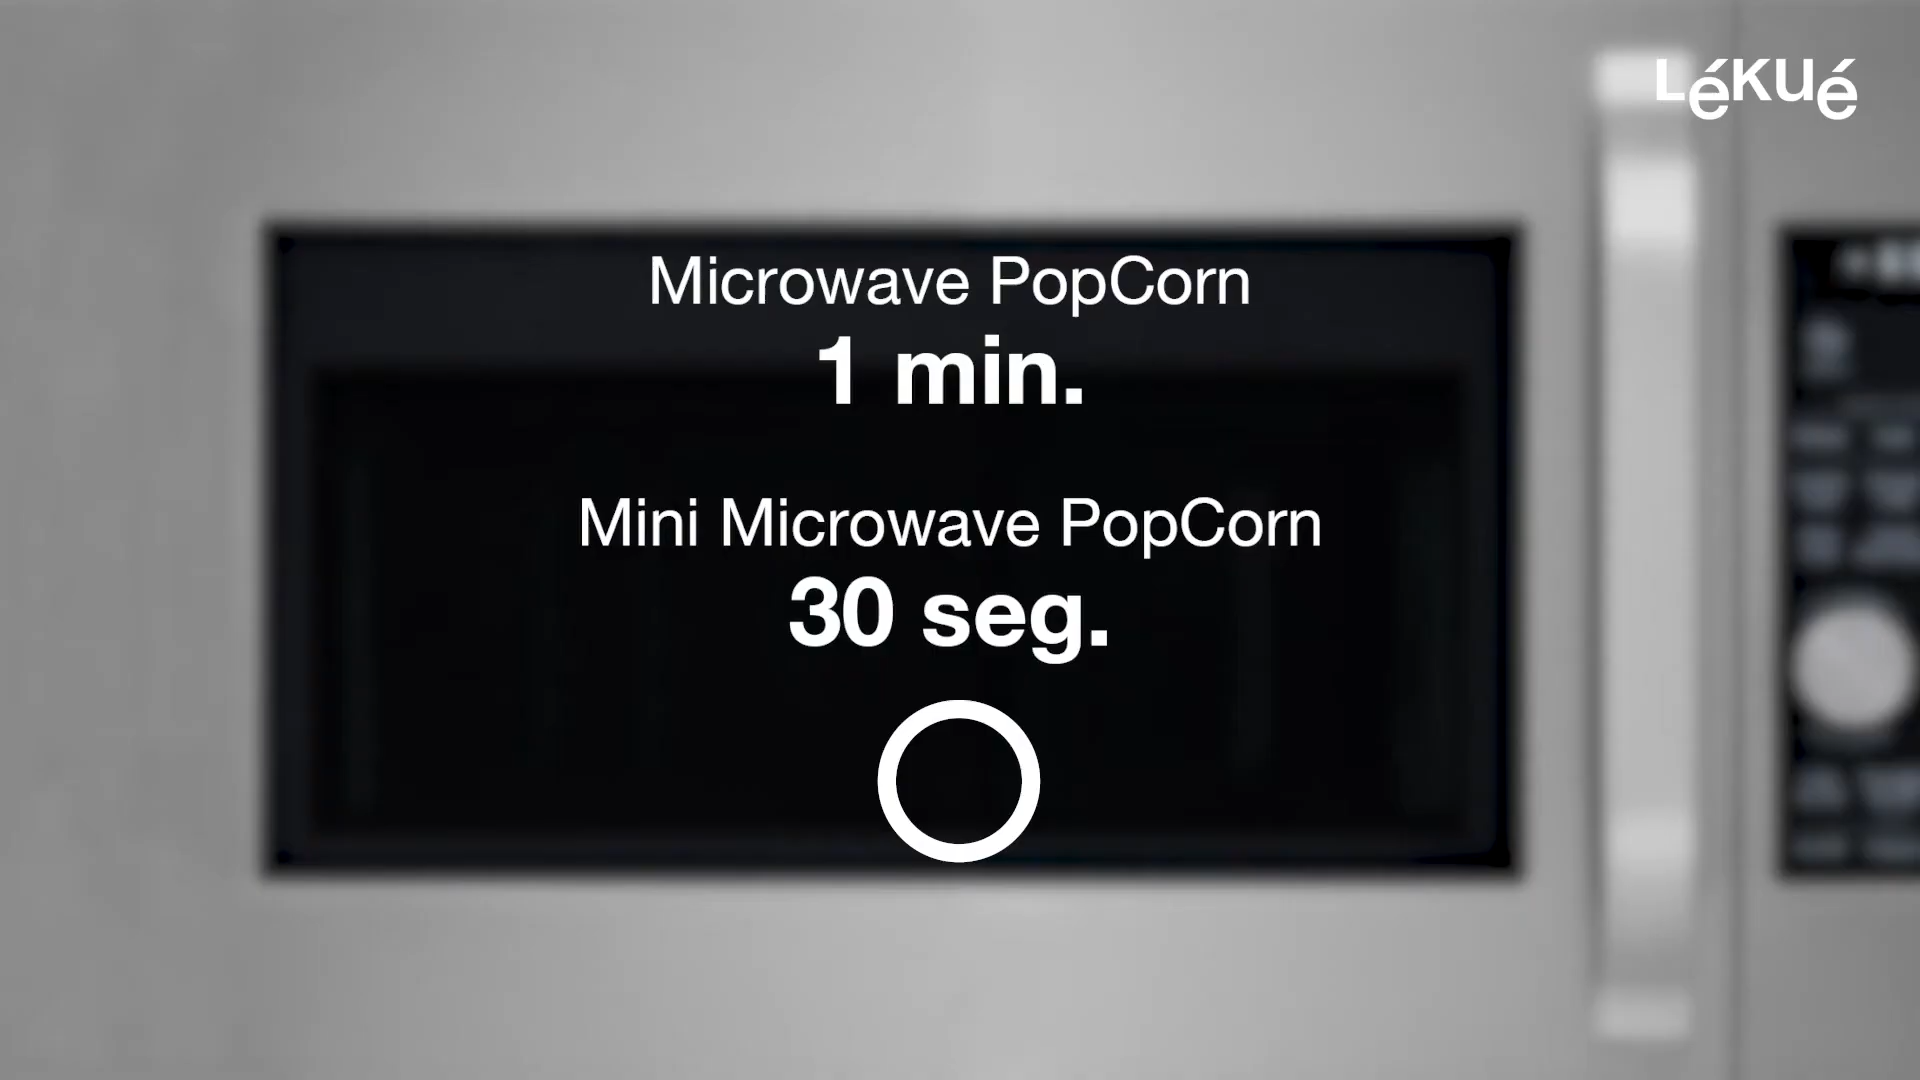 LéKUé
Microwave PopCorn
1 min.
Mini Microwave PopCorn
30 seg.